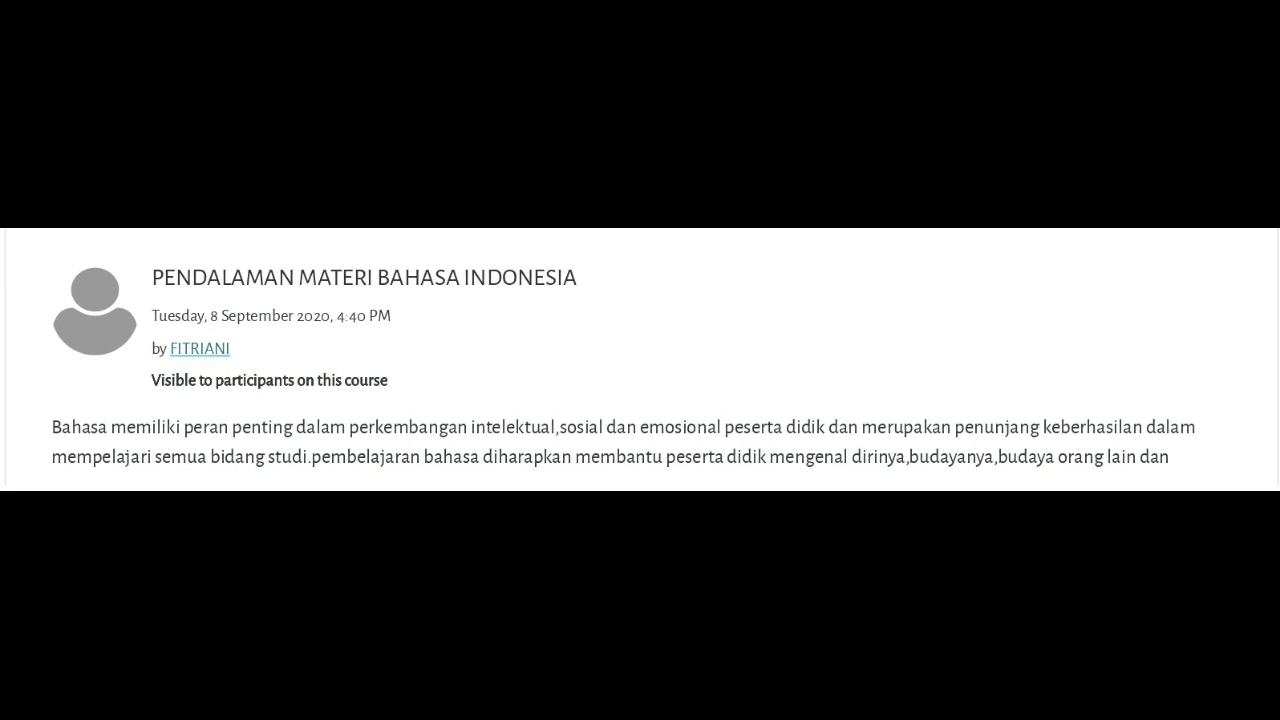 PENDALAMAN MATERI BAHASA INDONESIA
Tuesday, 8 September 2020, 4:40 PM
by FITRIANI
Visible to participants on this course
Bahasa memiliki peran penting dalam perkembangan intelektual,sosial dan emosional peserta didik dan merupakan penunjang keberhasilan dalam
mempelajari semua bidang studi.pembelajaran bahasa diharapkan membantu peserta didik mengenal dirinya,budayanya,budaya orang lain dan